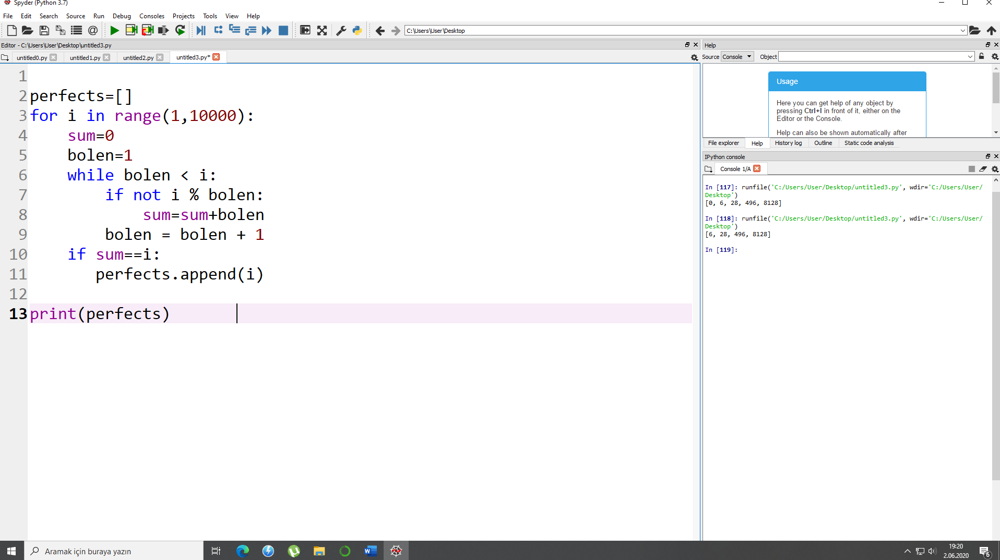 Spyder (Python 3.7)
File Edit Search Source Run Debug Consoles Projects Tools View Help
C:\Users\User\Desktop
Editor - C:\Users\User\Desktop\untitled3.py
untitled0.py untitled1.py untitled2.py untitled3.py*
1
2 perfects=[]
3 for i in range(1,10000):
4     sum=0
5     bolen=1
6     while bolen < i:
7         if not i % bolen:
8             sum=sum+bolen
9         bolen = bolen + 1
10     if sum==i:
11        perfects.append(i)
12
13 print(perfects)
Help
Source Console Object
Usage
Here you can get help of any object by
pressing Ctrl+I in front of it, either on the
Editor or the Console.
Help can also be shown automatically after
File explorer Help History log Outline Static code analysis
IPython console
Console 1/A
In [117]: runfile('C:/Users/User/Desktop/untitled3.py', wdir='C:/Users/User/
Desktop')
[0, 6, 28, 496, 8128]
In [118]: runfile('C:/Users/User/Desktop/untitled3.py', wdir='C:/Users/User/
Desktop')
[6, 28, 496, 8128]
In [119]:
Aramak için buraya yazın
19:20
2.06.2020
6